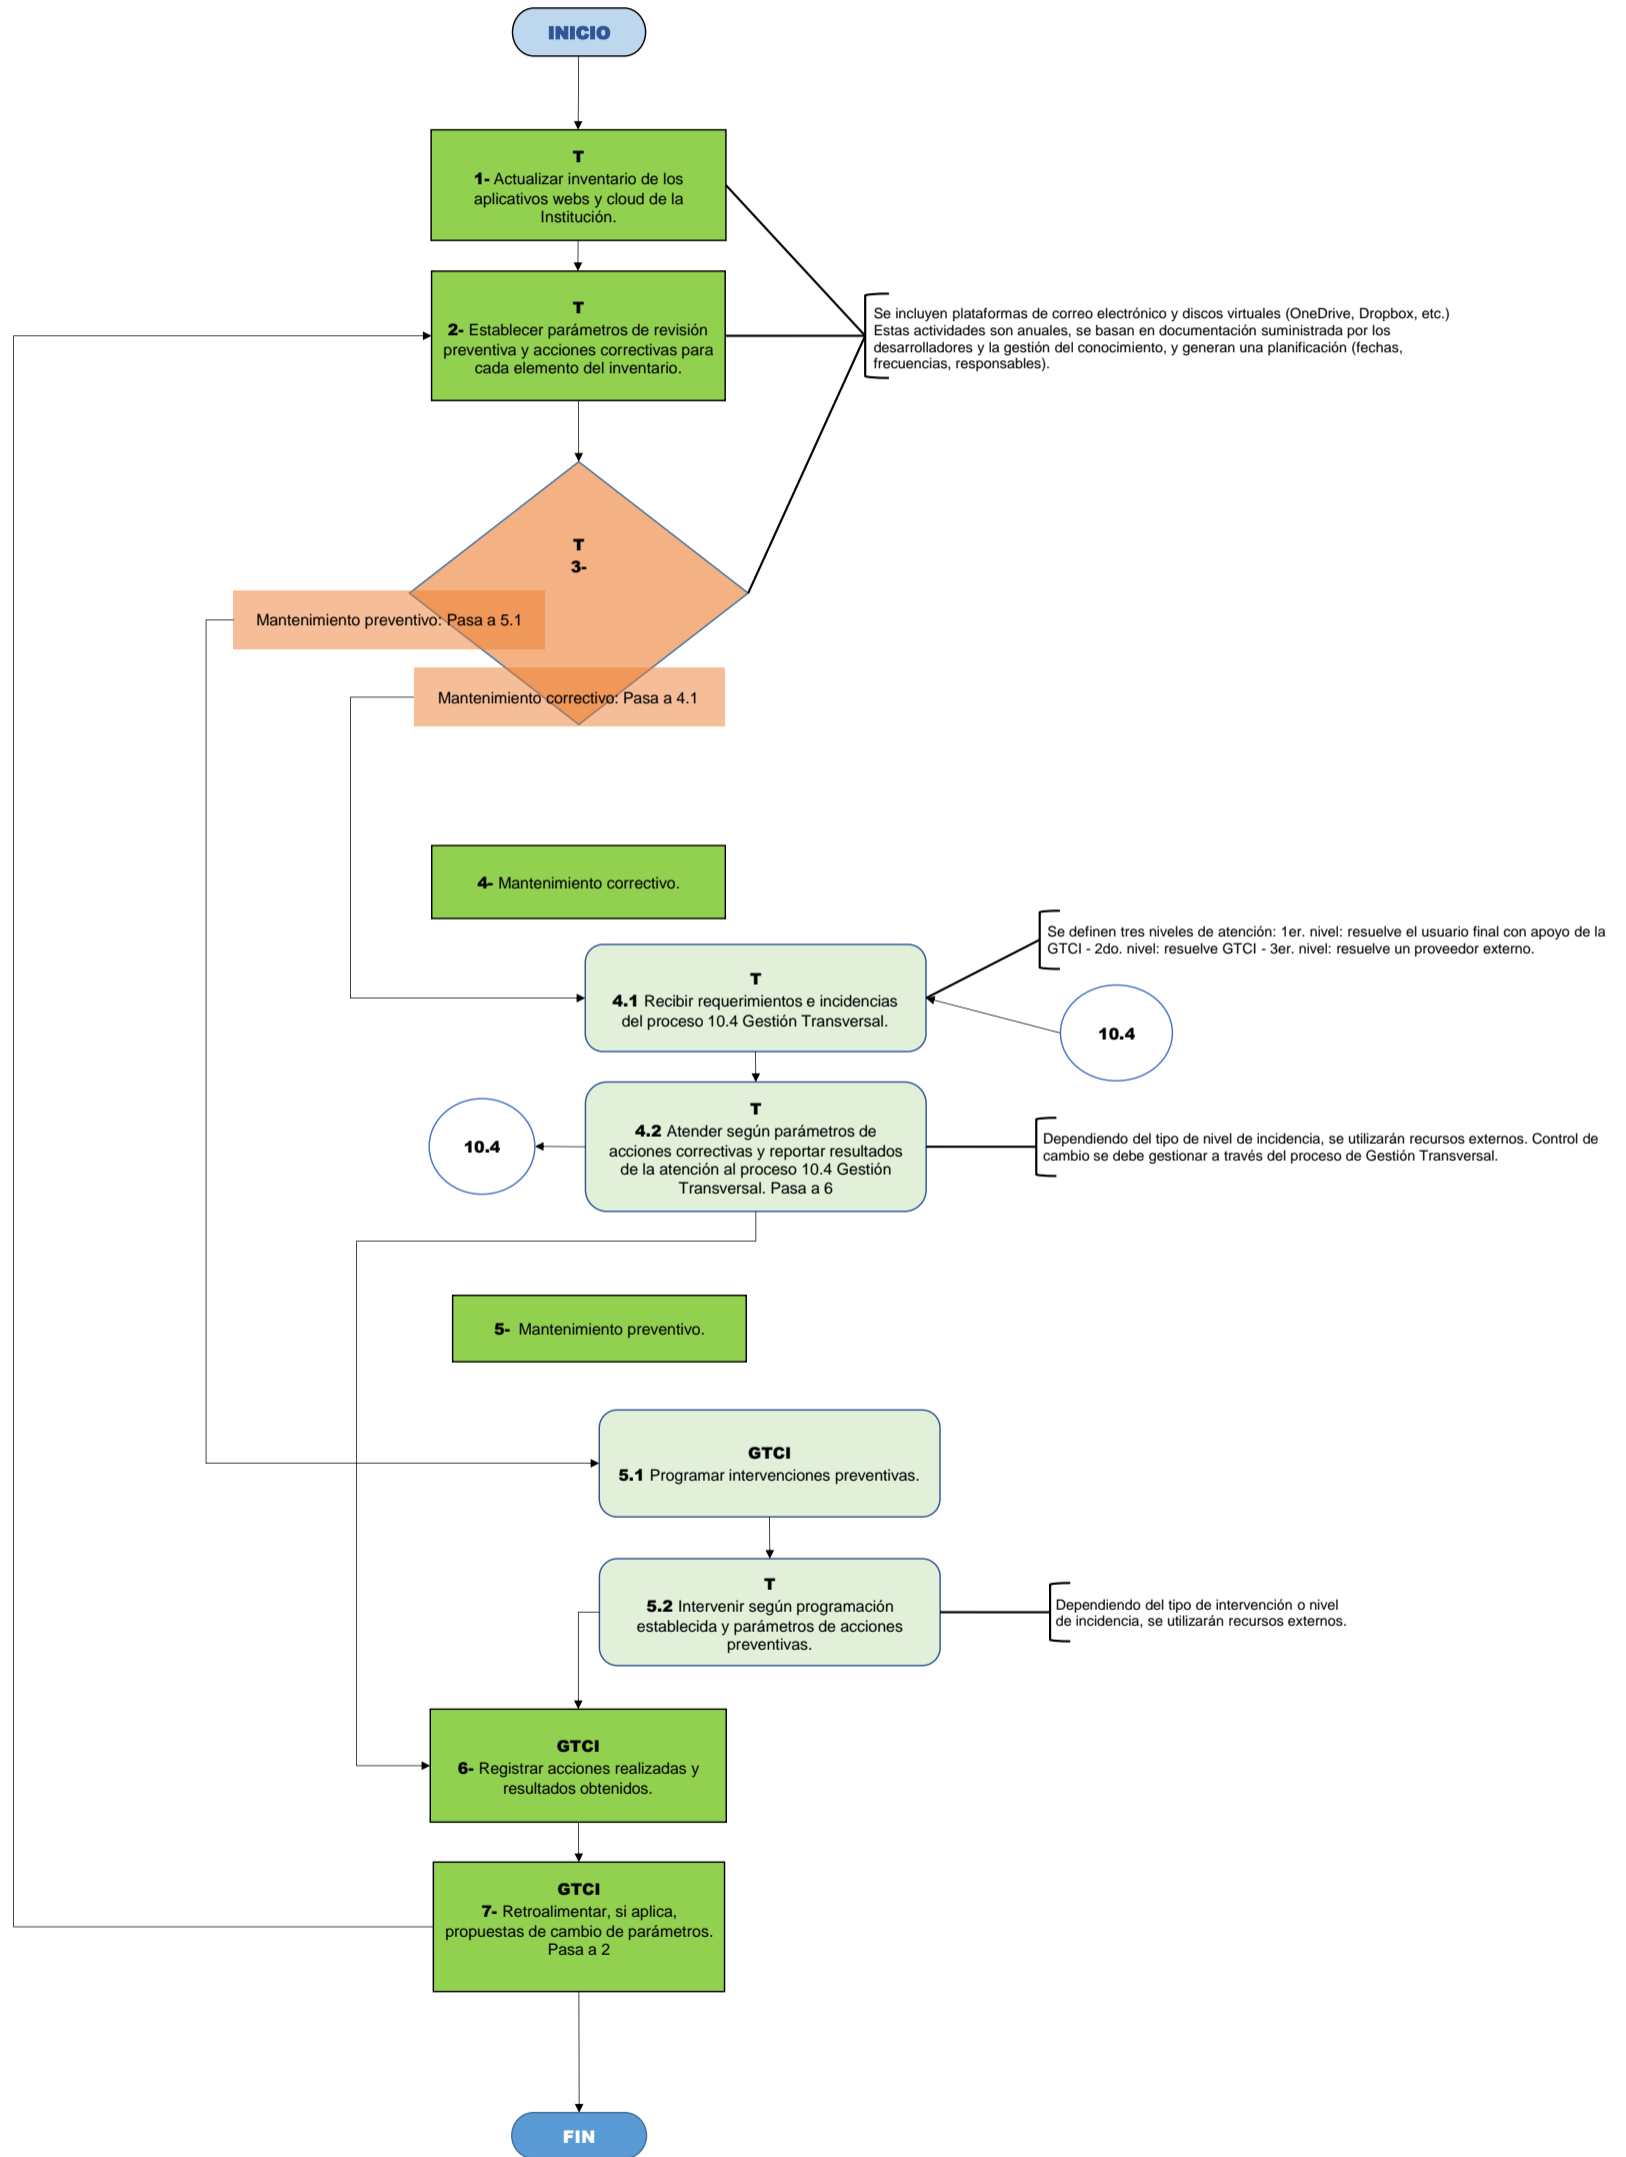 INICIO
T
1- Actualizar inventario de los
aplicativos webs y cloud de la
Institución.
T
2- Establecer parámetros de revisión
preventiva y acciones correctivas para
cada elemento del inventario.
Se incluyen plataformas de correo electrónico y discos virtuales (OneDrive, Dropbox, etc.)
Estas actividades son anuales, se basan en documentación suministrada por los
desarrolladores y la gestión del conocimiento, y generan una planificación (fechas,
frecuencias, responsables).
T
3-
Mantenimiento preventivo: Pasa a 5.1
Mantenimiento correctivo: Pasa a 4.1
4- Mantenimiento correctivo.
Se definen tres niveles de atención: 1er. nivel: resuelve el usuario final con apoyo de la
GTCI - 2do. nivel: resuelve GTCI - 3er. nivel: resuelve un proveedor externo.
T
4.1 Recibir requerimientos e incidencias
del proceso 10.4 Gestión Transversal.
10.4
T
4.2 Atender según parámetros de
acciones correctivas y reportar resultados
de la atención al proceso 10.4 Gestión
Transversal. Pasa a 6
10.4
Dependiendo del tipo de nivel de incidencia, se utilizarán recursos externos. Control de
cambio se debe gestionar a través del proceso de Gestión Transversal.
5- Mantenimiento preventivo.
GTCI
5.1 Programar intervenciones preventivas.
T
5.2 Intervenir según programación
establecida y parámetros de acciones
preventivas.
Dependiendo del tipo de intervención o nivel
de incidencia, se utilizarán recursos externos.
GTCI
6- Registrar acciones realizadas y
resultados obtenidos.
GTCI
7- Retroalimentar, si aplica,
propuestas de cambio de parámetros.
Pasa a 2
FIN